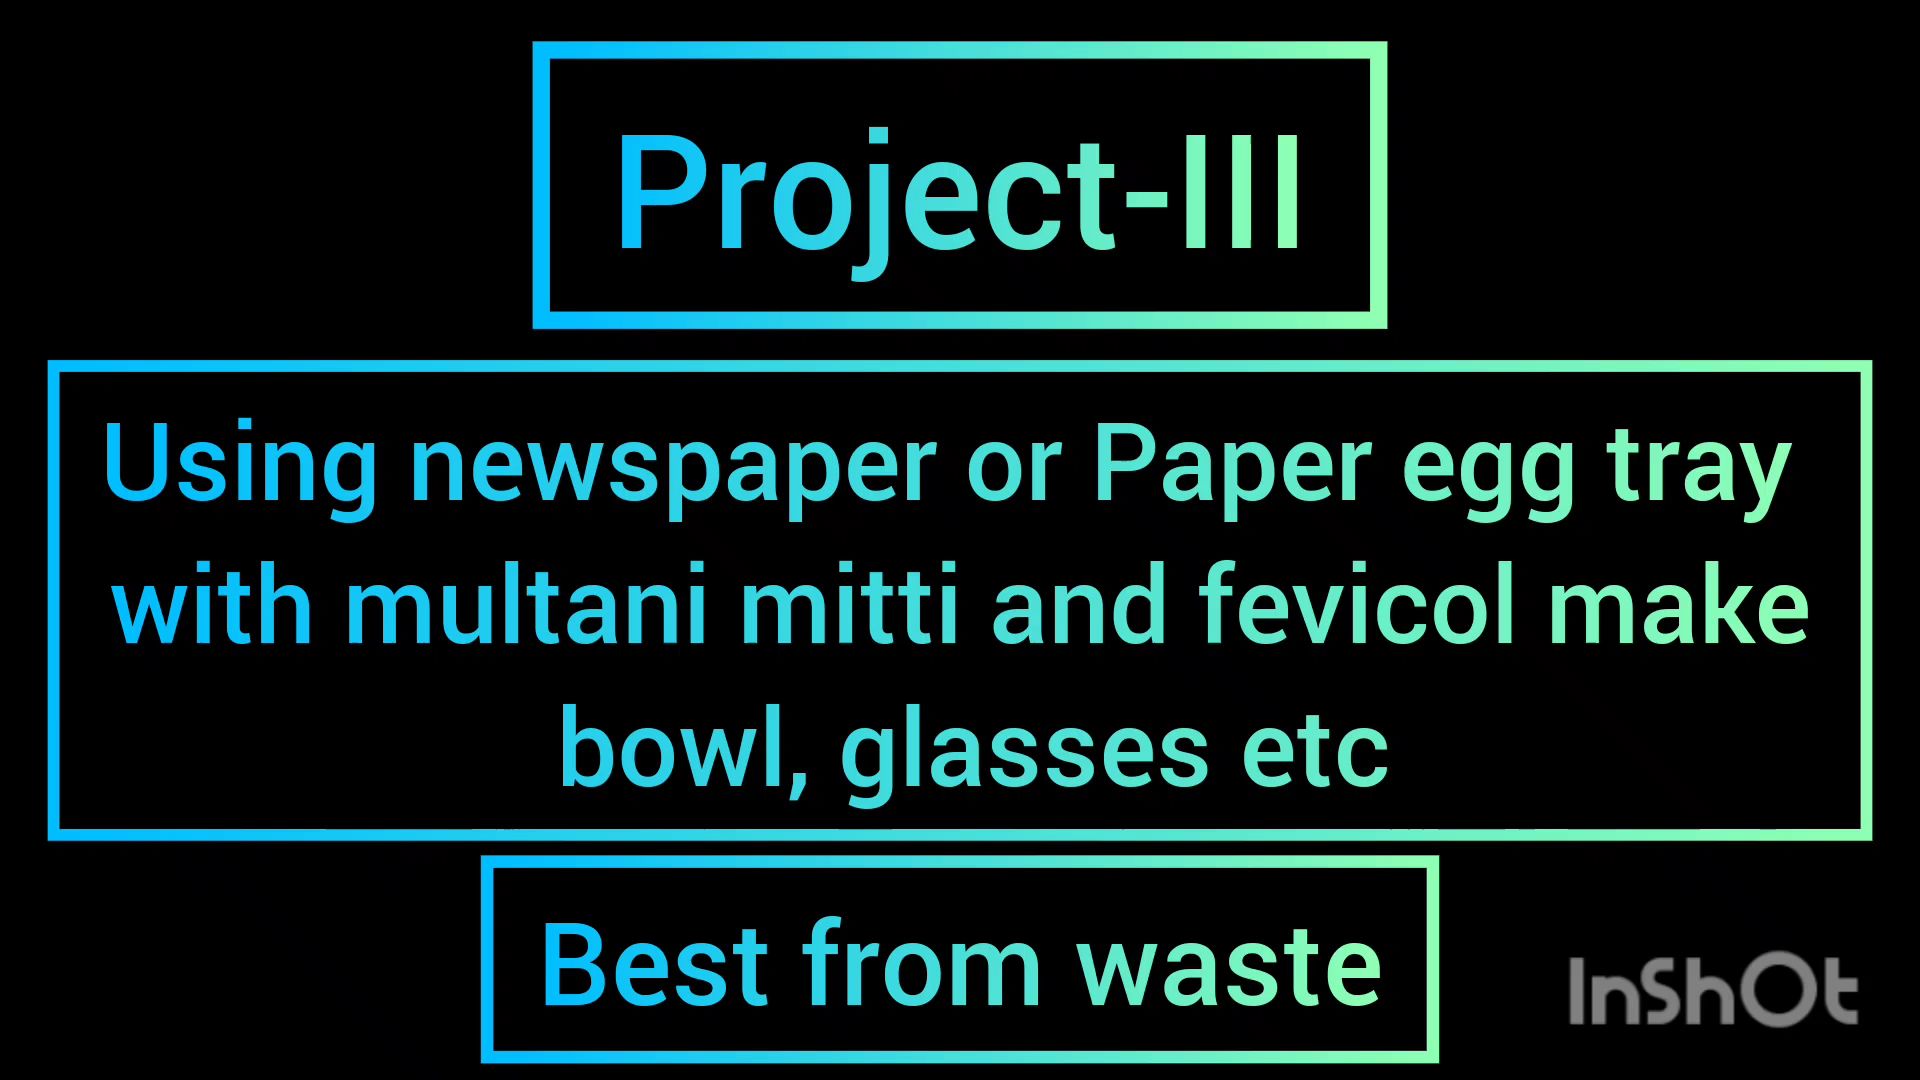 Project-III
Using newspaper or Paper egg tray
with multani mitti and fevicol make
bowl, glasses etc
Best from waste
InShOt